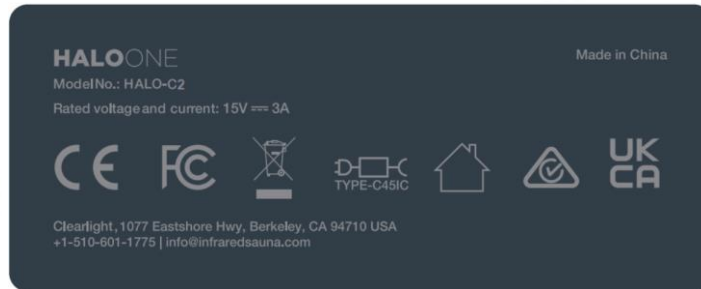 HALOONE
Made in China
Model No.: HALO-C2
Rated voltage and current: 15V ⎓ 3A
CE FC TYPE-C45IC UK CA
Clearlight, 1077 Eastshore Hwy, Berkeley, CA 94710 USA
+1-510-601-1775 | info@infraredsauna.com